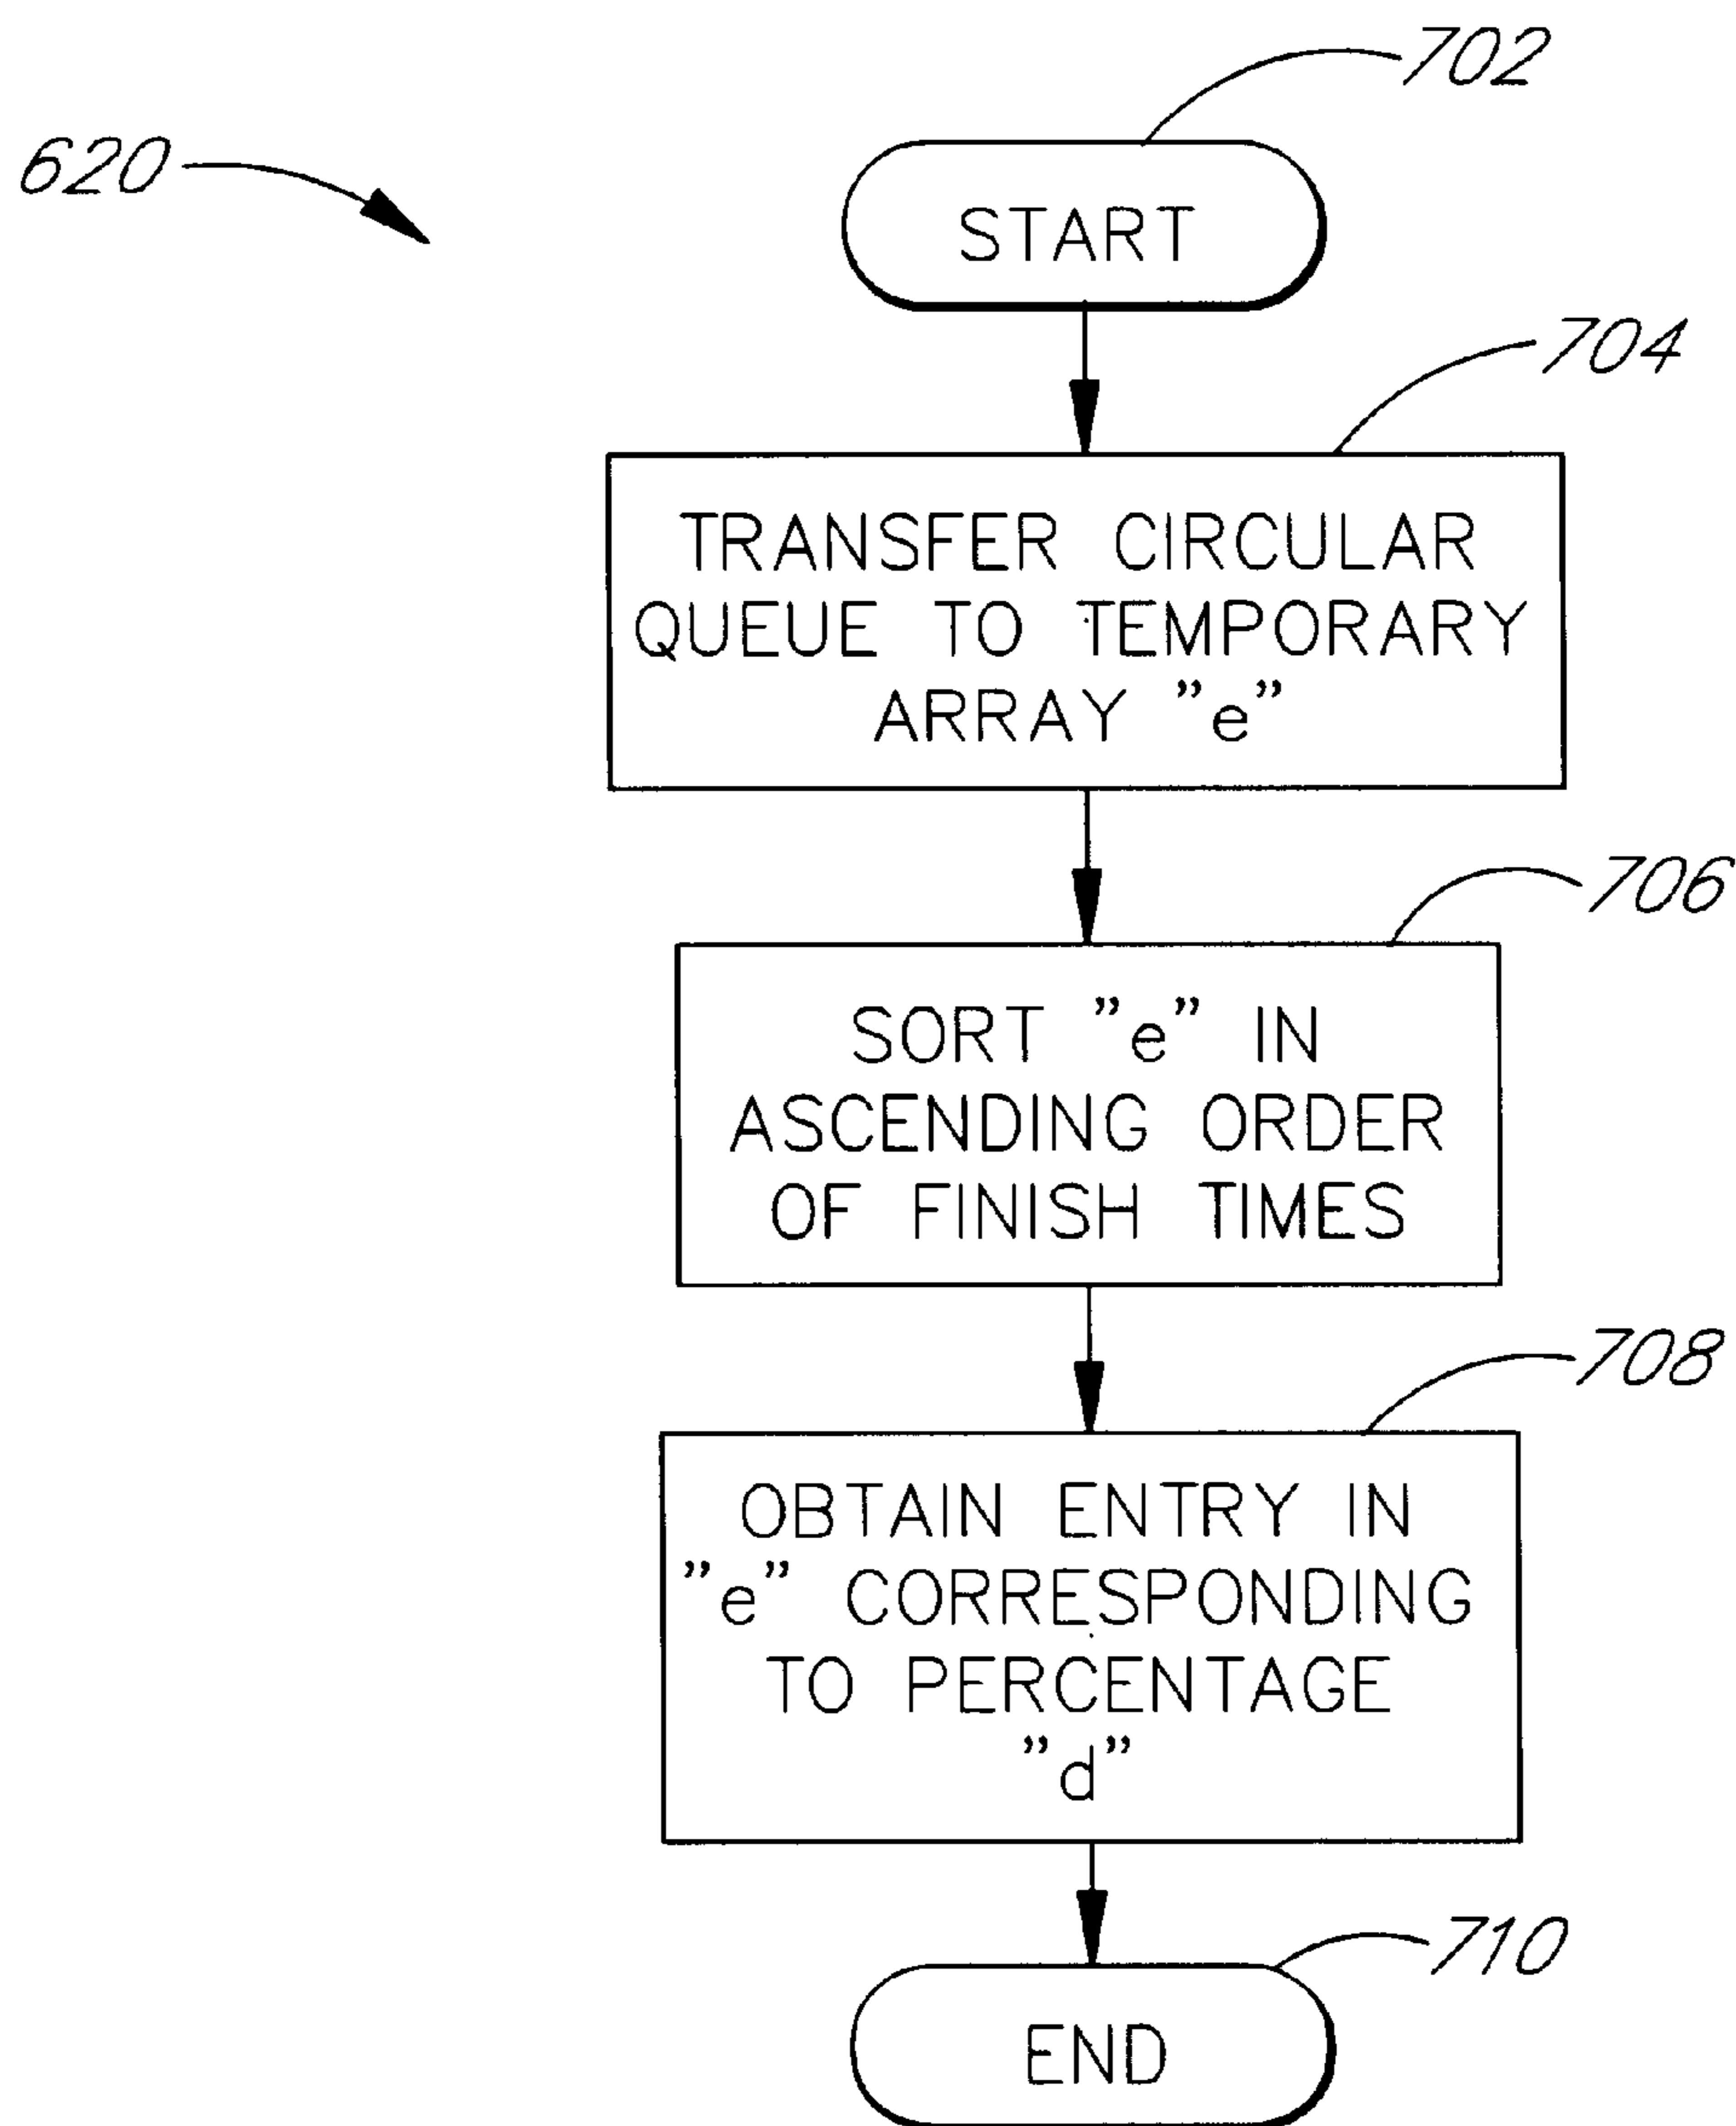 702
620
START
704
TRANSFER CIRCULAR
QUEUE TO TEMPORARY
ARRAY "e"
706
SORT "e" IN
ASCENDING ORDER
OF FINISH TIMES
708
OBTAIN ENTRY IN
"e" CORRESPONDING
TO PERCENTAGE
"d"
710
END